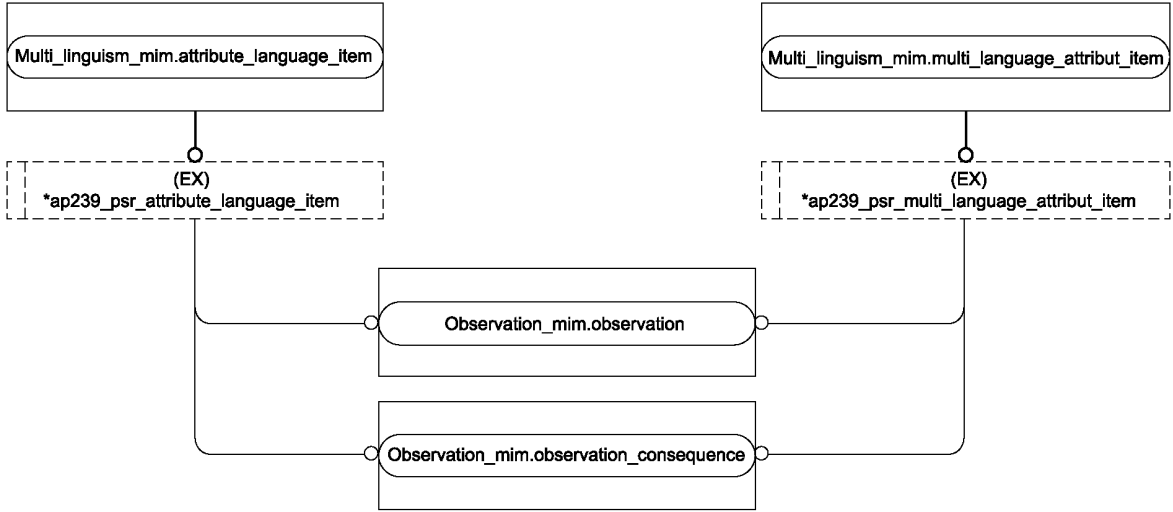 Multi_linguism_mim.attribute_language_item
Multi_linguism_mim.multi_language_attribut_item
(EX)
*ap239_psr_attribute_language_item
(EX)
*ap239_psr_multi_language_attribut_item
Observation_mim.observation
Observation_mim.observation_consequence